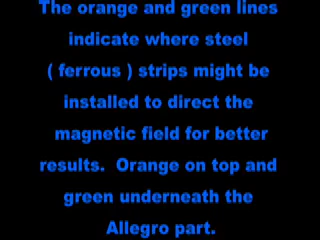 The orange and green lines
indicate where steel
( ferrous ) strips might be
installed to direct the
magnetic field for better
results.  Orange on top and
green underneath the
Allegro part.